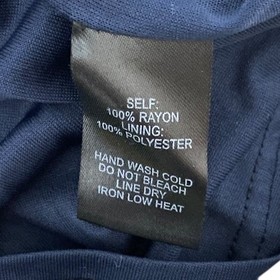 SELF:
100% RAYON
LINING:
100% POLYESTER
HAND WASH COLD
DO NOT BLEACH
LINE DRY
IRON LOW HEAT